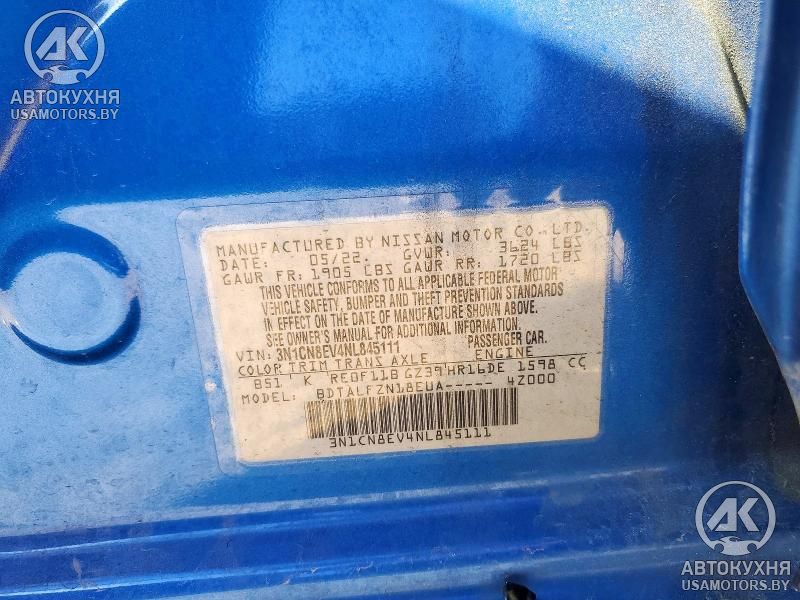 АК
АВТОКУХНЯ
USAMOTORS.BY
MANUFACTURED BY NISSAN MOTOR CO., LTD.
DATE: 05/22. GVWR: 3624 LBS
GAWR FR: 1905 LBS GAWR RR: 1720 LBS
THIS VEHICLE CONFORMS TO ALL APPLICABLE FEDERAL MOTOR
VEHICLE SAFETY, BUMPER AND THEFT PREVENTION STANDARDS
IN EFFECT ON THE DATE OF MANUFACTURE SHOWN ABOVE.
SEE OWNER'S MANUAL FOR ADDITIONAL INFORMATION
VIN: 3N1CN8EV4NL845111 PASSENGER CAR.
COLOR TRIM TRANS AXLE ENGINE
B51 K RE0F11B GZ39 HR16DE 1598 CC
MODEL: BDTALFZN18EUA----- 42000
3N1CN8EV4NL845111
АК
АВТОКУХНЯ
USAMOTORS.BY